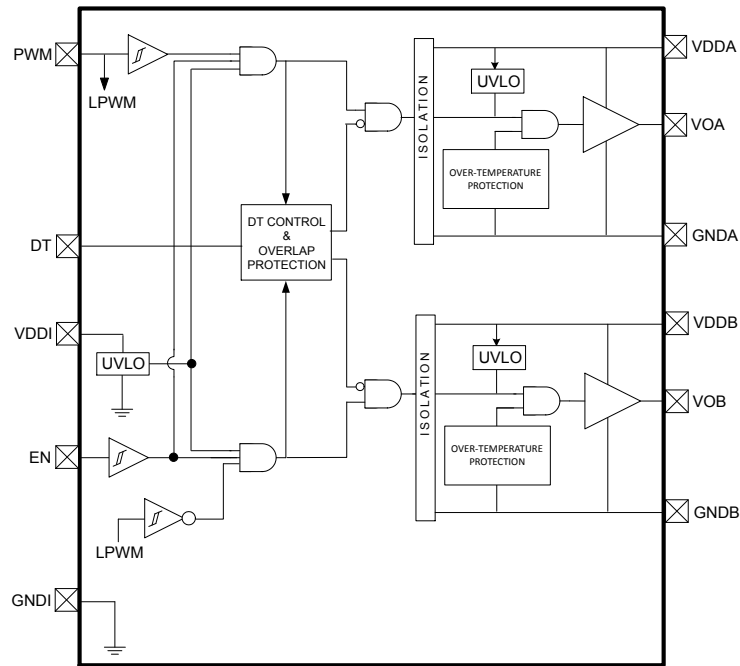 PWM
LPWM
DT
VDDI
UVLO
EN
LPWM
GNDI
DT CONTROL
&
OVERLAP
PROTECTION
ISOLATION
UVLO
OVER-TEMPERATURE
PROTECTION
VDDA
VOA
GNDA
ISOLATION
UVLO
OVER-TEMPERATURE
PROTECTION
VDDB
VOB
GNDB